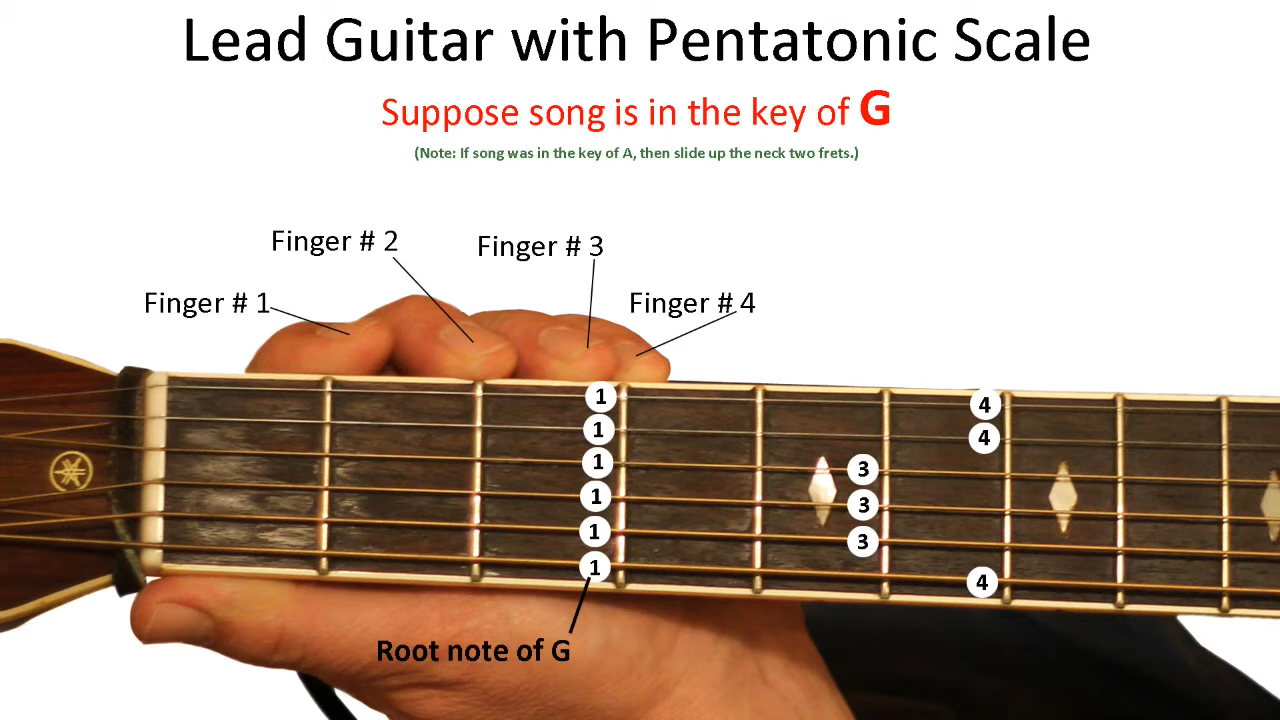 Lead Guitar with Pentatonic Scale
Suppose song is in the key of G
(Note: If song was in the key of A, then slide up the neck two frets.)
Finger # 2
Finger # 3
Finger # 1
Finger # 4
1
4
1
4
1
3
1
3
1
3
1
4
Root note of G